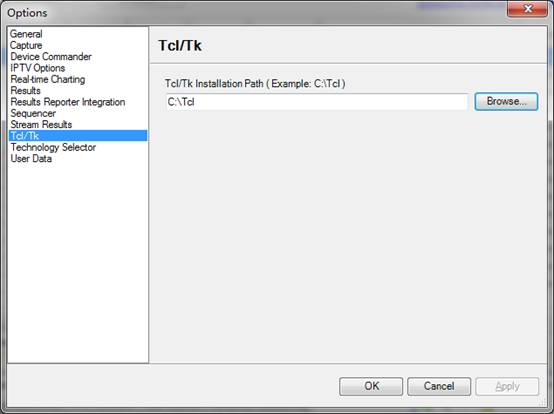 Options
General
Capture
Device Commander
IPTV Options
Real-time Charting
Results
Results Reporter Integration
Sequencer
Stream Results
Tcl/Tk
Technology Selector
User Data
Tcl/Tk
Tcl/Tk Installation Path ( Example: C:\Tcl )
C:\Tcl
Browse...
OK
Cancel
Apply